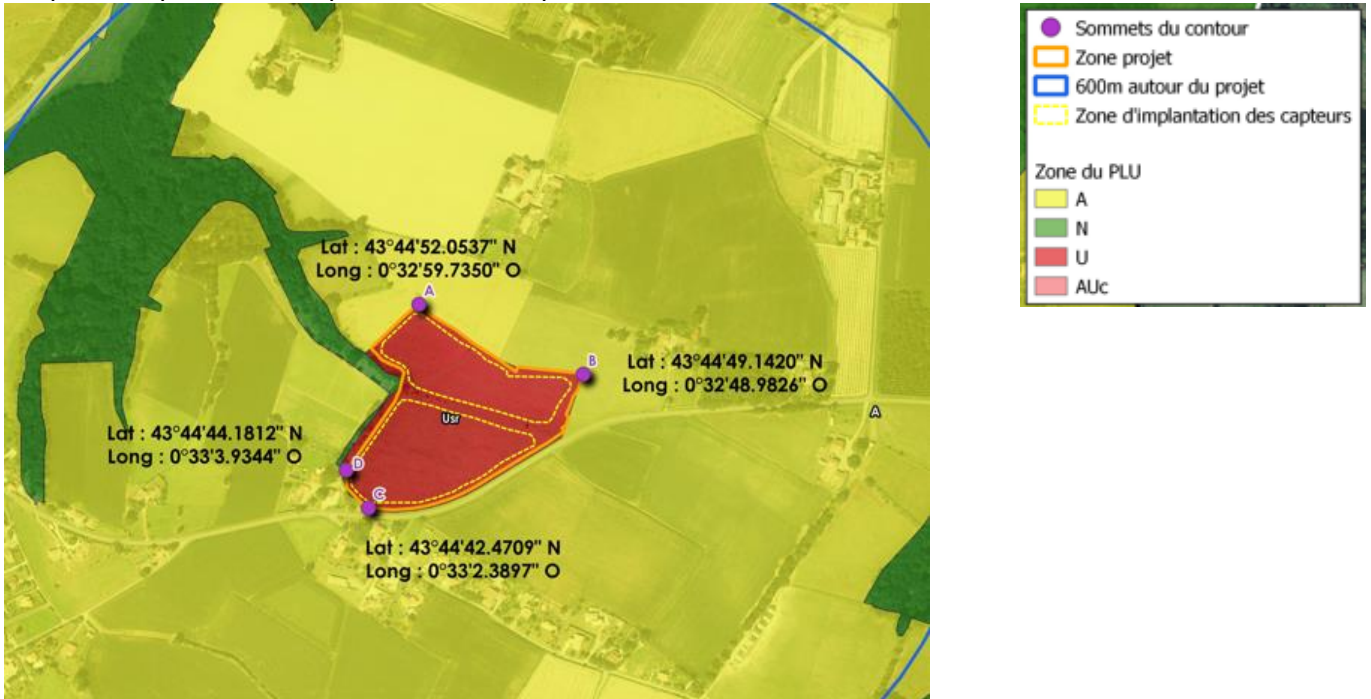 Lat : 43°44'52.0537" N
Long : 0°32'59.7350" O
A
B
Lat : 43°44'49.1420" N
Long : 0°32'48.9826" O
A
Usr
Lat : 43°44'44.1812" N
Long : 0°33'3.9344" O
D
C
Lat : 43°44'42.4709" N
Long : 0°33'2.3897" O
Sommets du contour
Zone projet
600m autour du projet
Zone d'implantation des capteurs
Zone du PLU
A
N
U
AUc